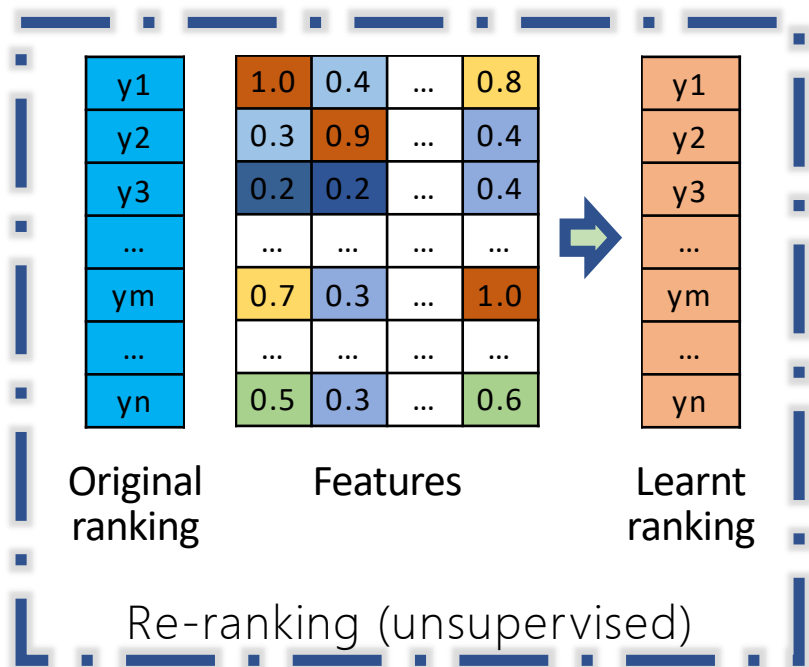 y1 1.0 0.4 ... 0.8 y1
y2 0.3 0.9 ... 0.4 y2
y3 0.2 0.2 ... 0.4 y3
... ... ... ... ... ...
ym 0.7 0.3 ... 1.0 ym
... ... ... ... ... ...
yn 0.5 0.3 ... 0.6 yn
Original ranking Features Learnt ranking
Re-ranking (unsupervised)